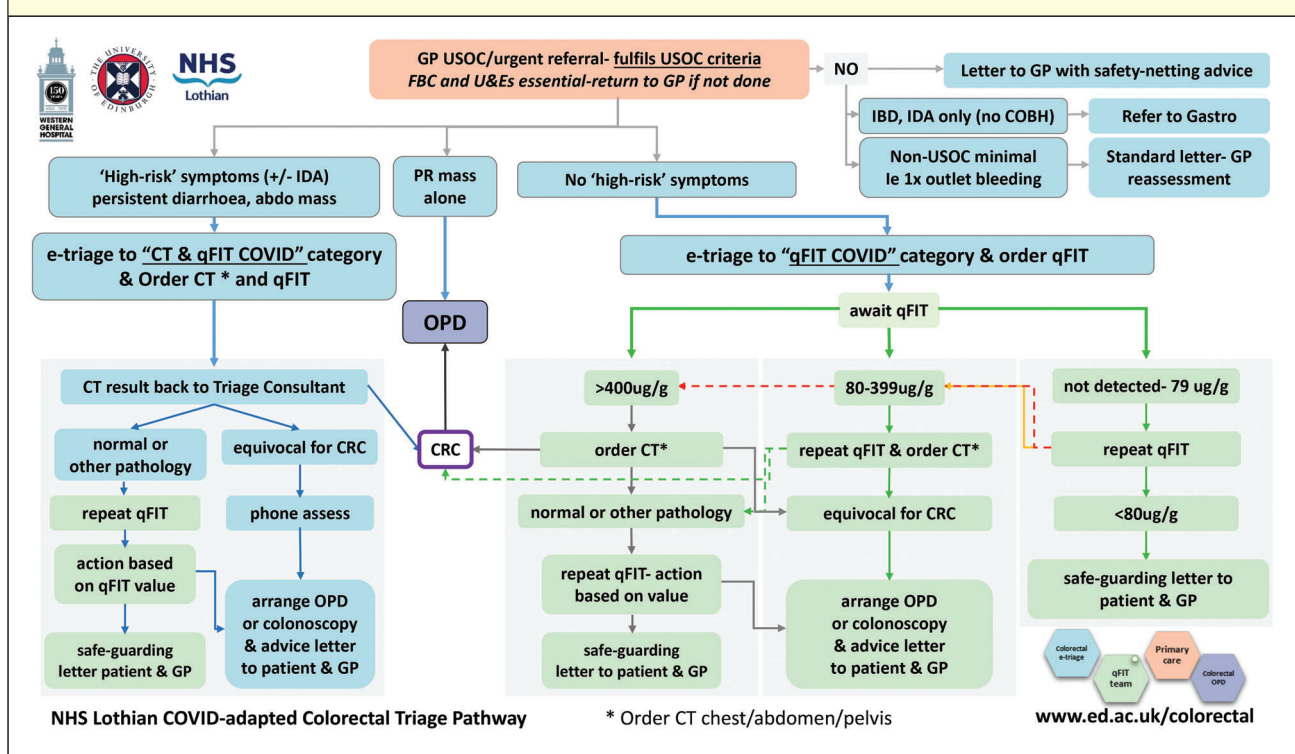 150
YEARS
WESTERN
GENERAL
HOSPITAL
THE UNIVERSITY
OF EDINBURGH
NHS
Lothian
GP USOC/urgent referral- fulfils USOC criteria
FBC and U&Es essential-return to GP if not done
NO
Letter to GP with safety-netting advice
IBD, IDA only (no COBH)
Refer to Gastro
Non-USOC minimal
Ie 1x outlet bleeding
Standard letter- GP
reassessment
‘High-risk’ symptoms (+/- IDA)
persistent diarrhoea, abdo mass
PR mass
alone
No ‘high-risk’ symptoms
e-triage to “CT & qFIT COVID” category
& Order CT * and qFIT
e-triage to “qFIT COVID” category & order qFIT
OPD
await qFIT
CT result back to Triage Consultant
normal or
other pathology
equivocal for CRC
repeat qFIT
phone assess
action based
on qFIT value
arrange OPD
or colonoscopy
& advice letter
to patient & GP
safe-guarding
letter patient & GP
CRC
>400ug/g
order CT*
normal or other pathology
repeat qFIT- action
based on value
safe-guarding
letter to patient & GP
80-399ug/g
repeat qFIT & order CT*
equivocal for CRC
arrange OPD
or colonoscopy
& advice letter
to patient & GP
not detected- 79 ug/g
repeat qFIT
<80ug/g
safe-guarding letter to
patient & GP
Colorectal
e-triage
qFIT
team
Primary
care
Colorectal
OPD
NHS Lothian COVID-adapted Colorectal Triage Pathway
* Order CT chest/abdomen/pelvis
www.ed.ac.uk/colorectal